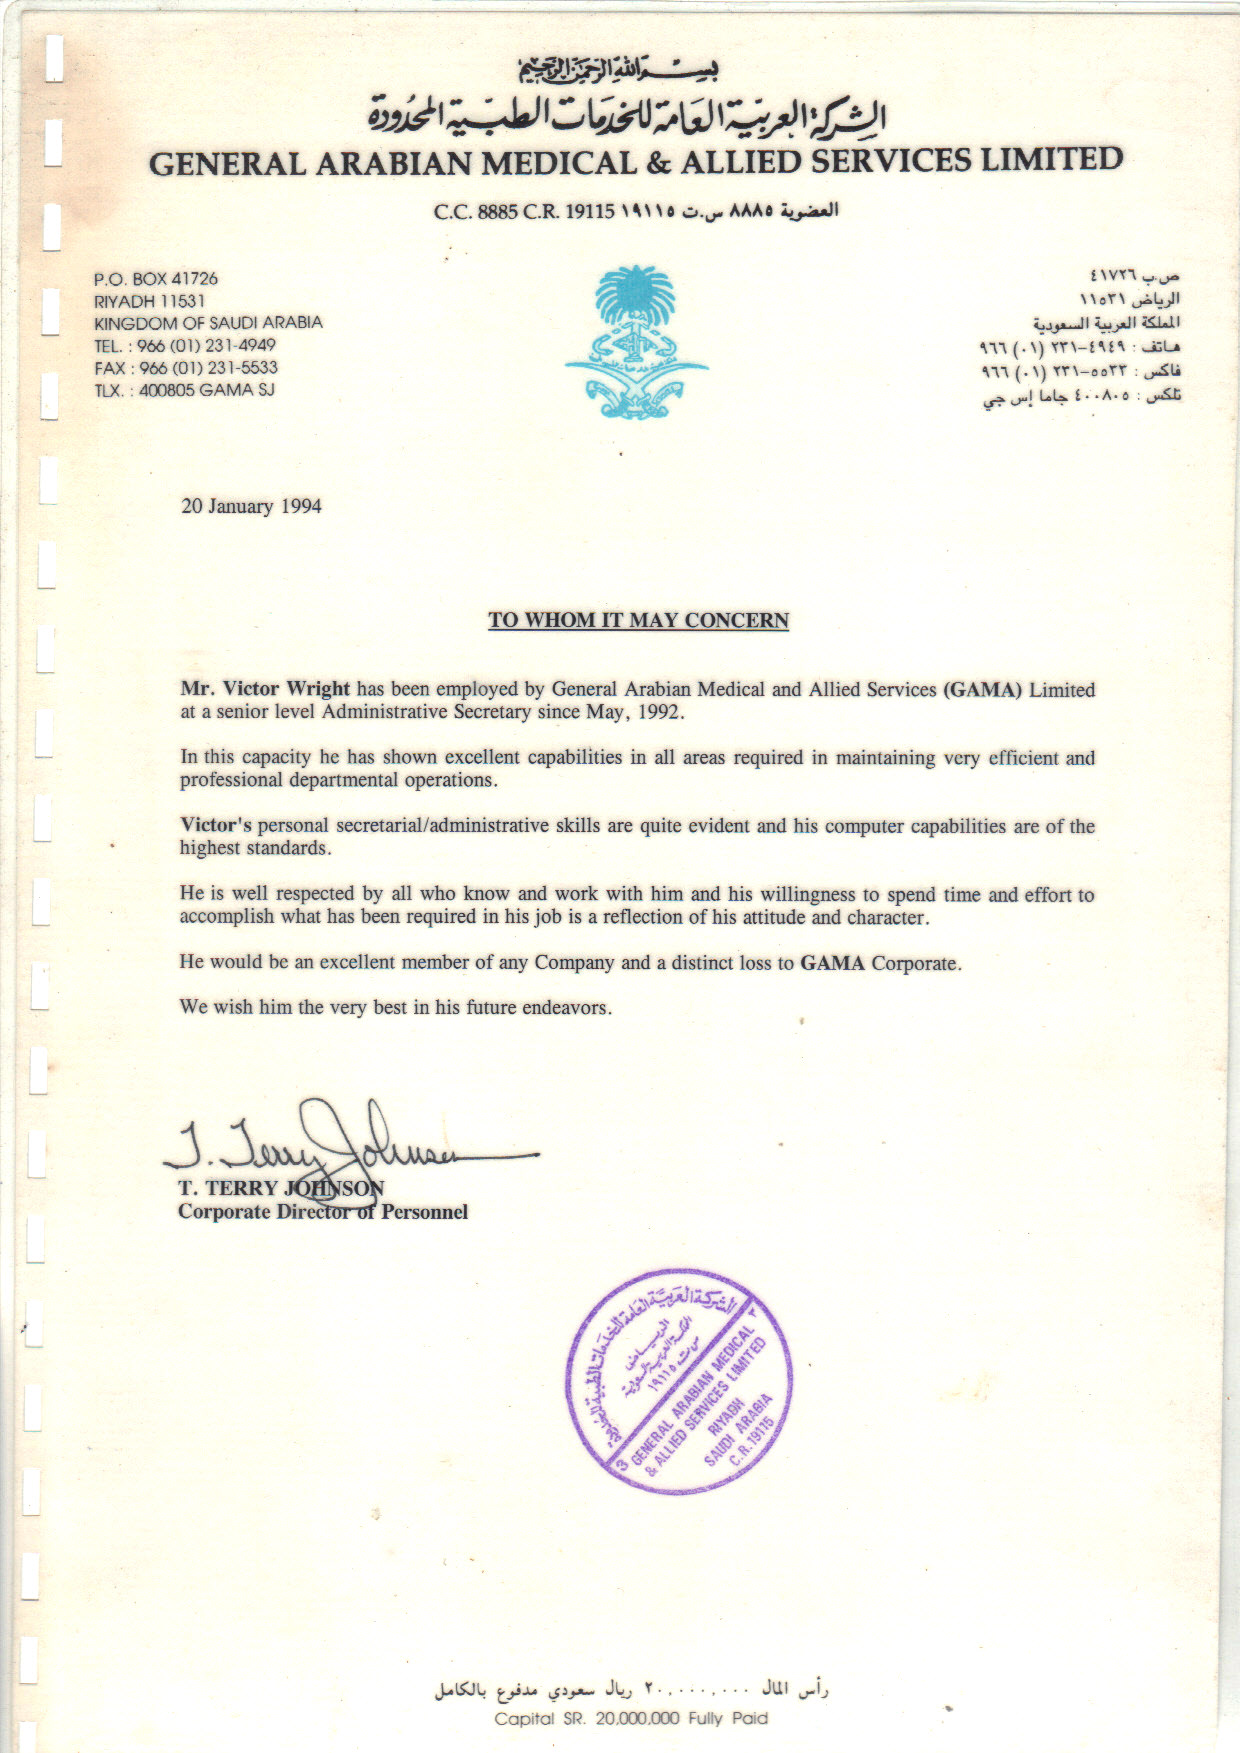 بسم الله الرحمن الرحيم
الشركة العربية العامة للخدمات الطبية المحدودة
GENERAL ARABIAN MEDICAL & ALLIED SERVICES LIMITED
C.C. 8885 C.R. 19115 العضوية ٨٨٨٥ س.ت ١٩١١٥
P.O. BOX 41726
RIYADH 11531
KINGDOM OF SAUDI ARABIA
TEL. : 966 (01) 231-4949
FAX : 966 (01) 231-5533
TLX. : 400805 GAMA SJ
ص.ب ٤١٧٢٦
الرياض ١١٥٣١
المملكة العربية السعودية
هاتف : ٤٩٤٩-٢٣١ (٠١) ٩٦٦
فاكس : ٥٥٣٣-٢٣١ (٠١) ٩٦٦
تلكس : ٤٠٠٨٠٥ جاما إس جي
20 January 1994
TO WHOM IT MAY CONCERN
Mr. Victor Wright has been employed by General Arabian Medical and Allied Services (GAMA) Limited
at a senior level Administrative Secretary since May, 1992.
In this capacity he has shown excellent capabilities in all areas required in maintaining very efficient and
professional departmental operations.
Victor's personal secretarial/administrative skills are quite evident and his computer capabilities are of the
highest standards.
He is well respected by all who know and work with him and his willingness to spend time and effort to
accomplish what has been required in his job is a reflection of his attitude and character.
He would be an excellent member of any Company and a distinct loss to GAMA Corporate.
We wish him the very best in his future endeavors.
T. Terry Johnson
T. TERRY JOHNSON
Corporate Director of Personnel
الشركة العربية العامة للخدمات الطبية المحدودة
الرياض
المملكة العربية السعودية
س.ت ١٩١١٥
GENERAL ARABIAN MEDICAL
& ALLIED SERVICES LIMITED
RIYADH
SAUDI ARABIA
C.R. 19115
رأس المال ٢٠,٠٠٠,٠٠٠ ريال سعودي مدفوع بالكامل
Capital SR. 20,000,000 Fully Paid